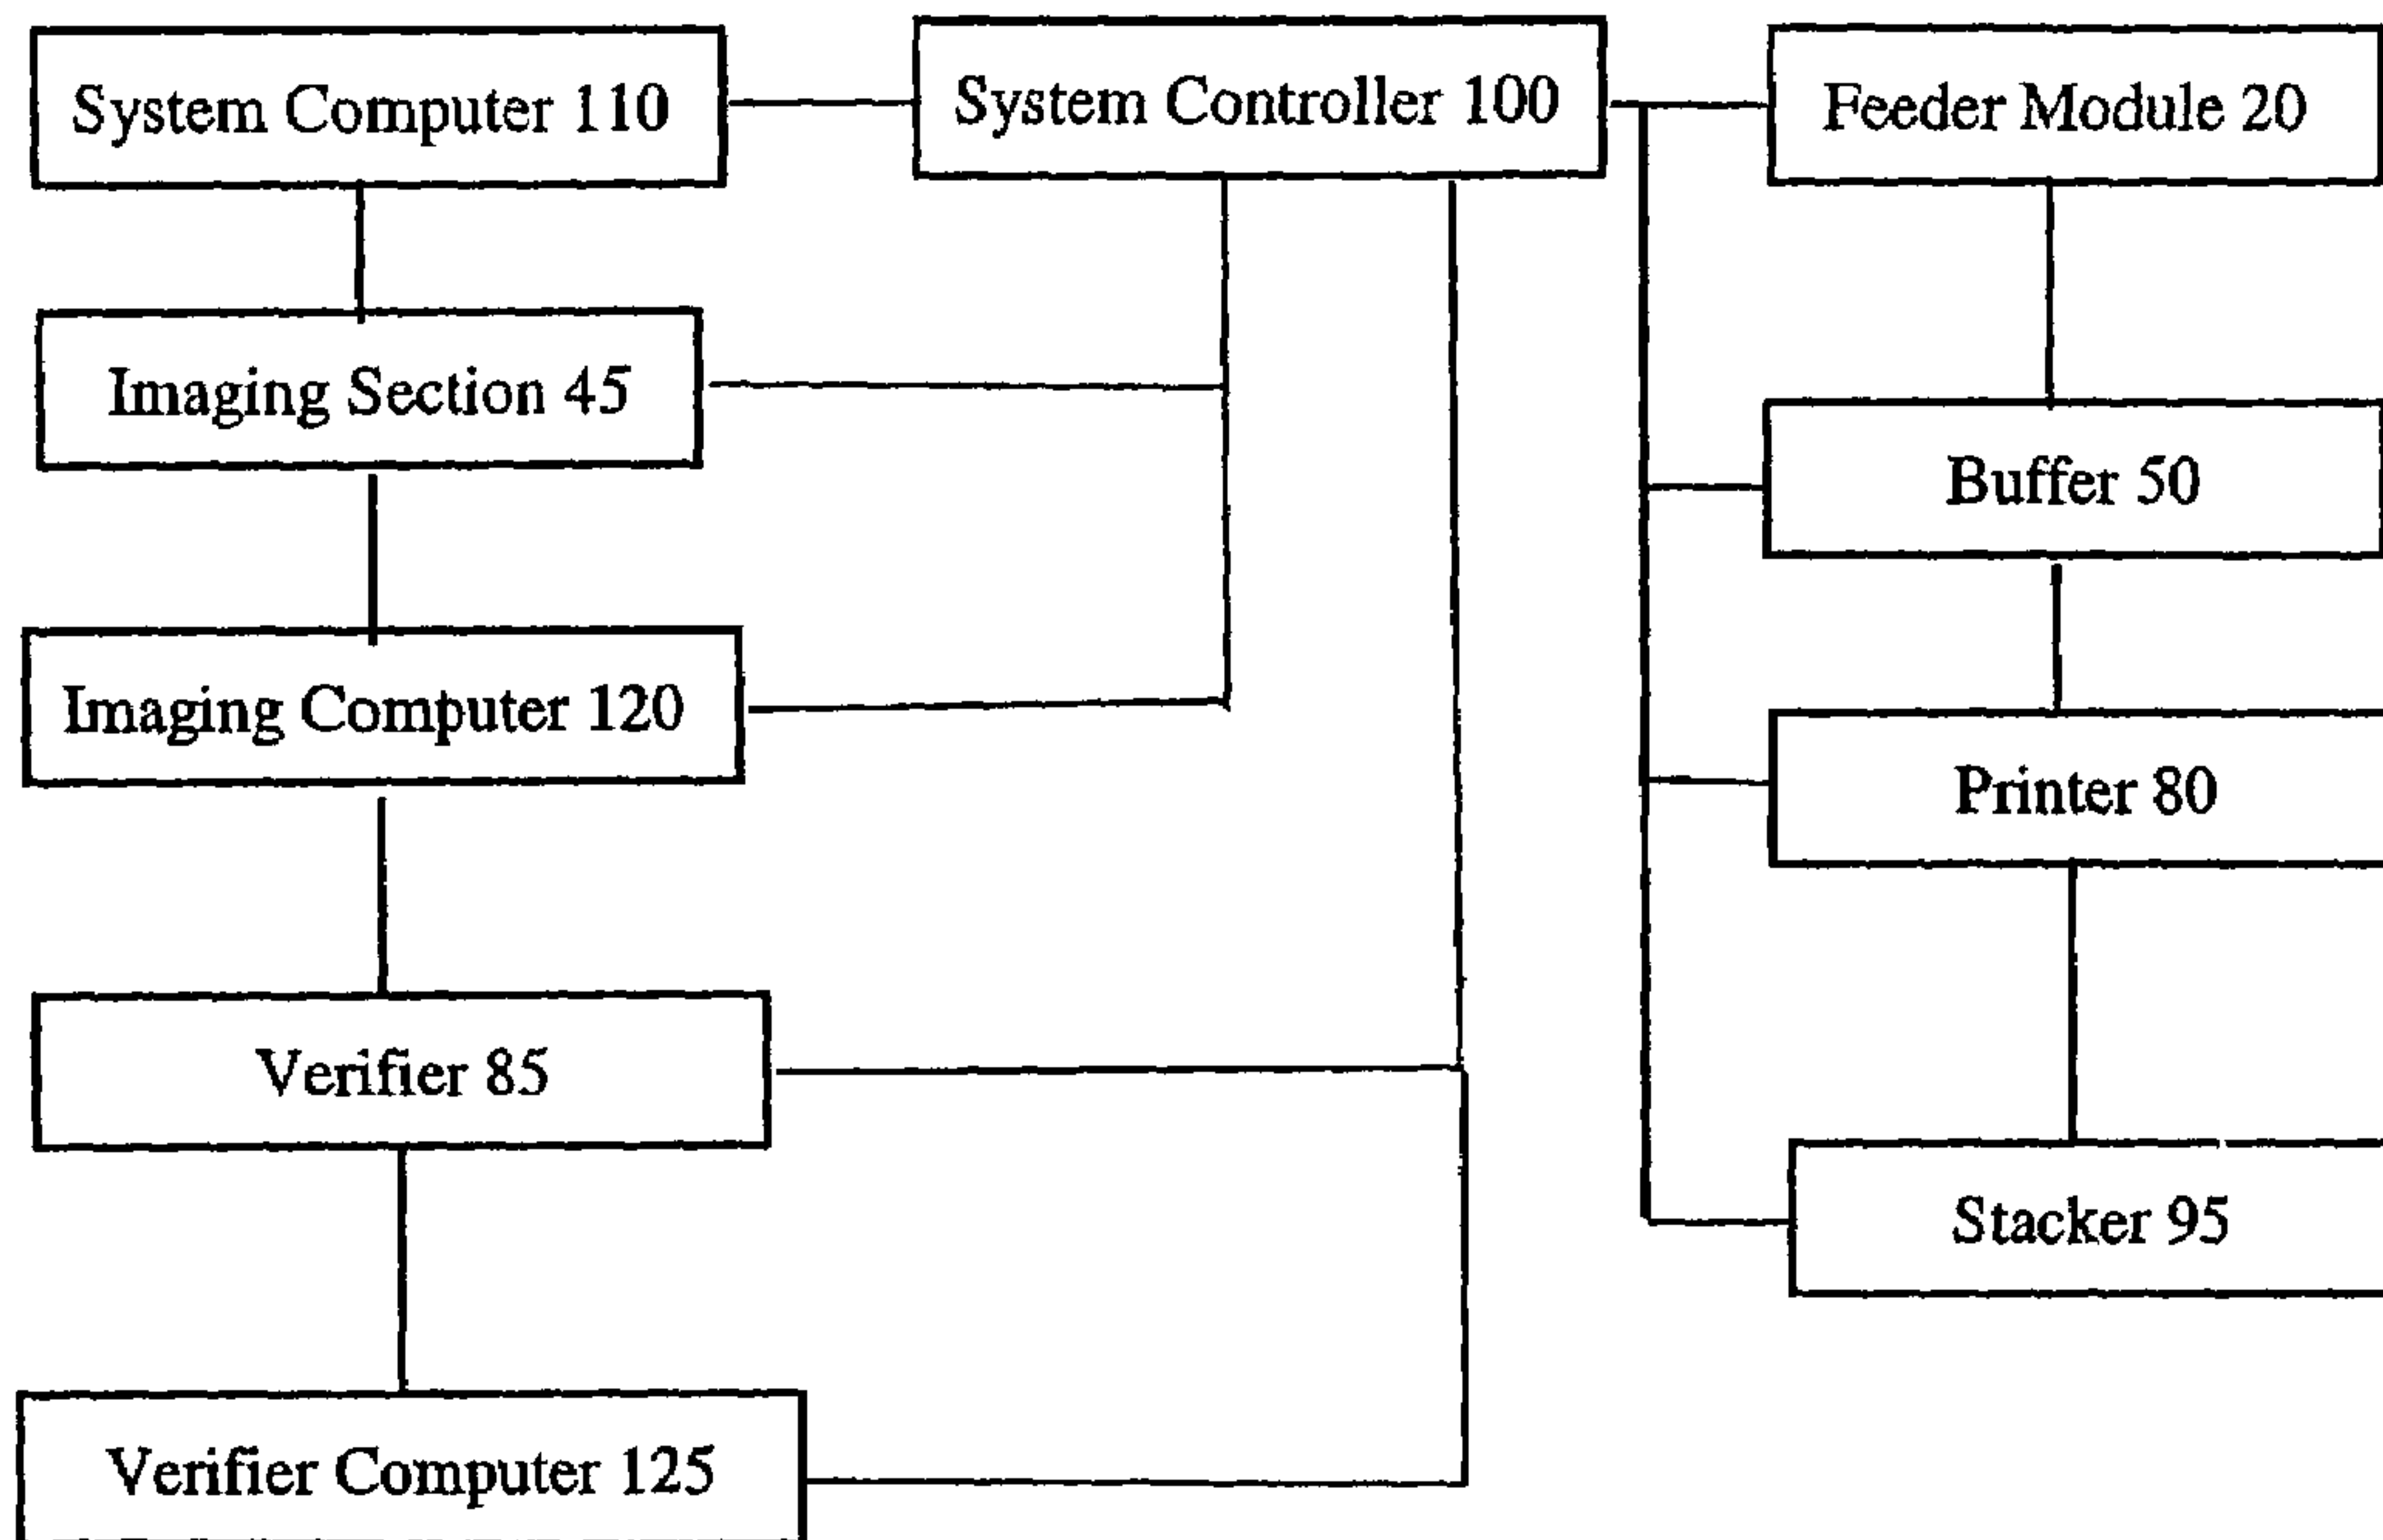 System Computer 110
System Controller 100
Feeder Module 20
Imaging Section 45
Buffer 50
Imaging Computer 120
Printer 80
Verifier 85
Stacker 95
Verifier Computer 125